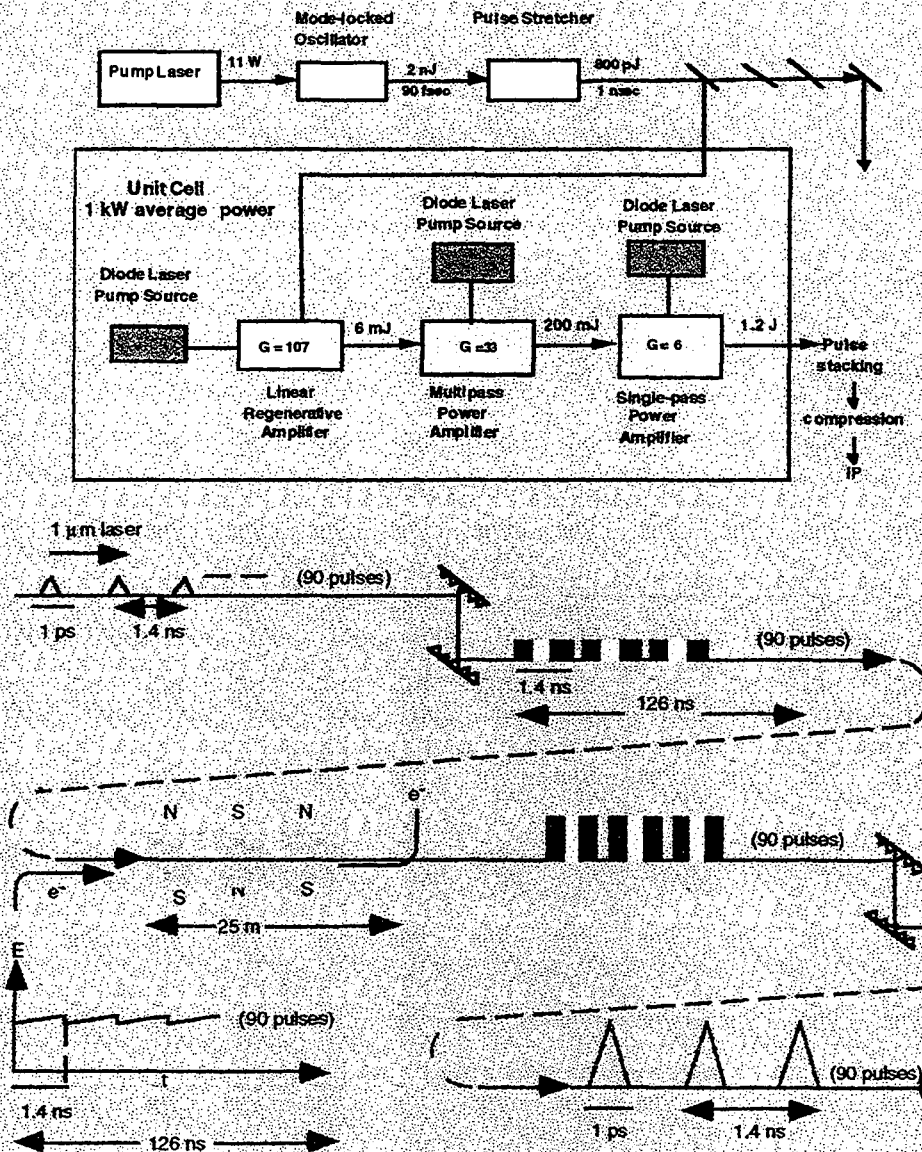 Mode-locked
Oscillator
Pulse Stretcher
Pump Laser
11 W
2 nJ
90 fsec
600 pJ
1 nsec
Unit Cell
1 kW average power
Diode Laser
Pump Source
Diode Laser
Pump Source
Diode Laser
Pump Source
G = 107
6 mJ
G =33
200 mJ
G= 6
1.2 J
Pulse
stacking
compression
IP
Linear
Regenerative
Amplifier
Multipass
Power
Amplifier
Single-pass
Power
Amplifier
1 μm laser
(90 pulses)
1 ps
1.4 ns
(90 pulses)
1.4 ns
126 ns
N S N
e-
(90 pulses)
e-
S N S
25 m
E
(90 pulses)
t
1.4 ns
126 ns
(90 pulses)
1 ps
1.4 ns